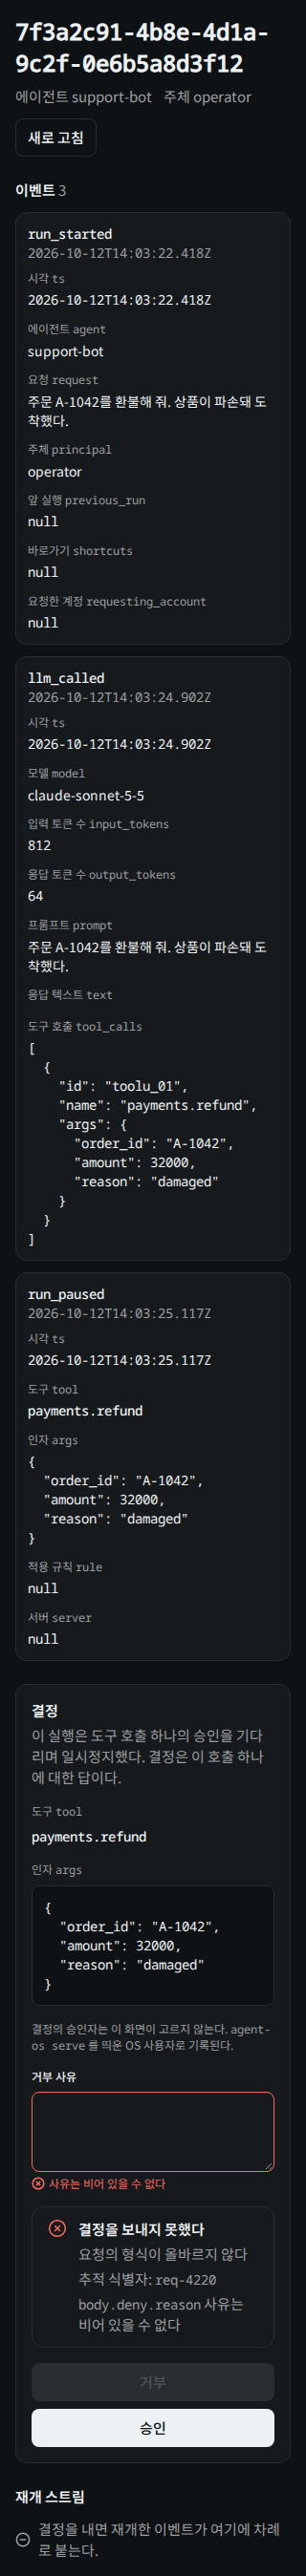 7f3a2c91-4b8e-4d1a-
9c2f-0e6b5a8d3f12
에이전트 support-bot 주체 operator
새로 고침
이벤트 3
run_started
2026-10-12T14:03:22.418Z
시각 ts
2026-10-12T14:03:22.418Z
에이전트 agent
support-bot
요청 request
주문 A-1042를 환불해 줘. 상품이 파손돼 도
착했다.
주체 principal
operator
앞 실행 previous_run
null
바로가기 shortcuts
null
요청한 계정 requesting_account
null
llm_called
2026-10-12T14:03:24.902Z
시각 ts
2026-10-12T14:03:24.902Z
모델 model
claude-sonnet-5-5
입력 토큰 수 input_tokens
812
응답 토큰 수 output_tokens
64
프롬프트 prompt
주문 A-1042를 환불해 줘. 상품이 파손돼 도
착했다.
응답 텍스트 text
도구 호출 tool_calls
[
  {
    "id": "toolu_01",
    "name": "payments.refund",
    "args": {
      "order_id": "A-1042",
      "amount": 32000,
      "reason": "damaged"
    }
  }
]
run_paused
2026-10-12T14:03:25.117Z
시각 ts
2026-10-12T14:03:25.117Z
도구 tool
payments.refund
인자 args
{
  "order_id": "A-1042",
  "amount": 32000,
  "reason": "damaged"
}
적용 규칙 rule
null
서버 server
null
결정
이 실행은 도구 호출 하나의 승인을 기다
리며 일시정지했다. 결정은 이 호출 하나
에 대한 답이다.
도구 tool
payments.refund
인자 args
{
  "order_id": "A-1042",
  "amount": 32000,
  "reason": "damaged"
}
결정의 승인자는 이 화면이 고르지 않는다. agent-
os serve 를 띄운 OS 사용자로 기록된다.
거부 사유
사유는 비어 있을 수 없다
결정을 보내지 못했다
요청의 형식이 올바르지 않다
추적 식별자: req-4220
body.deny.reason 사유는
비어 있을 수 없다
거부
승인
재개 스트림
결정을 내면 재개한 이벤트가 여기에 차례
로 붙는다.